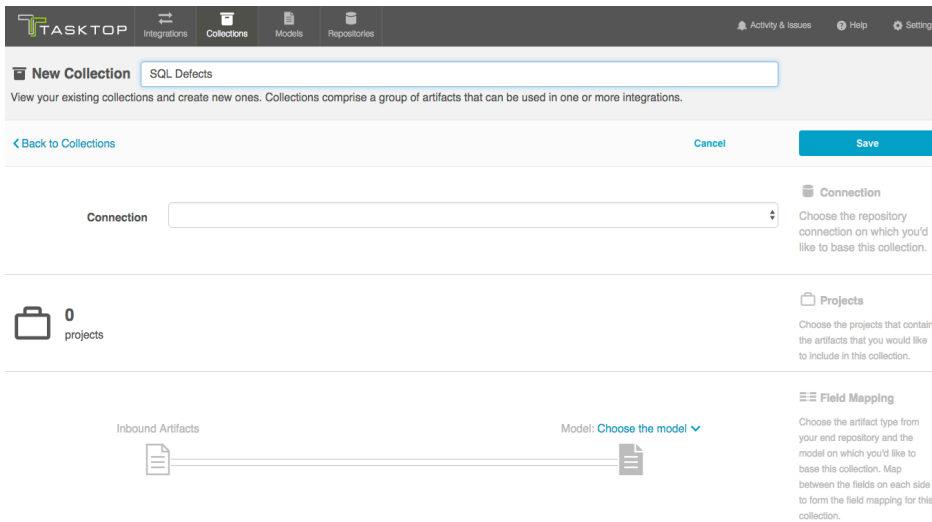 TASKTOP
Integrations
Collections
Models
Repositories
Activity & Issues
Help
Setting
New Collection
SQL Defects
View your existing collections and create new ones. Collections comprise a group of artifacts that can be used in one or more integrations.
Back to Collections
Cancel
Save
Connection
Connection
Choose the repository
connection on which you'd
like to base this collection.
0
projects
Projects
Choose the projects that contain
the artifacts that you would like
to include in this collection.
Inbound Artifacts
Model: Choose the model
Field Mapping
Choose the artifact type from
your end repository and the
model on which you'd like to
base this collection. Map
between the fields on each side
to form the field mapping for this
collection.